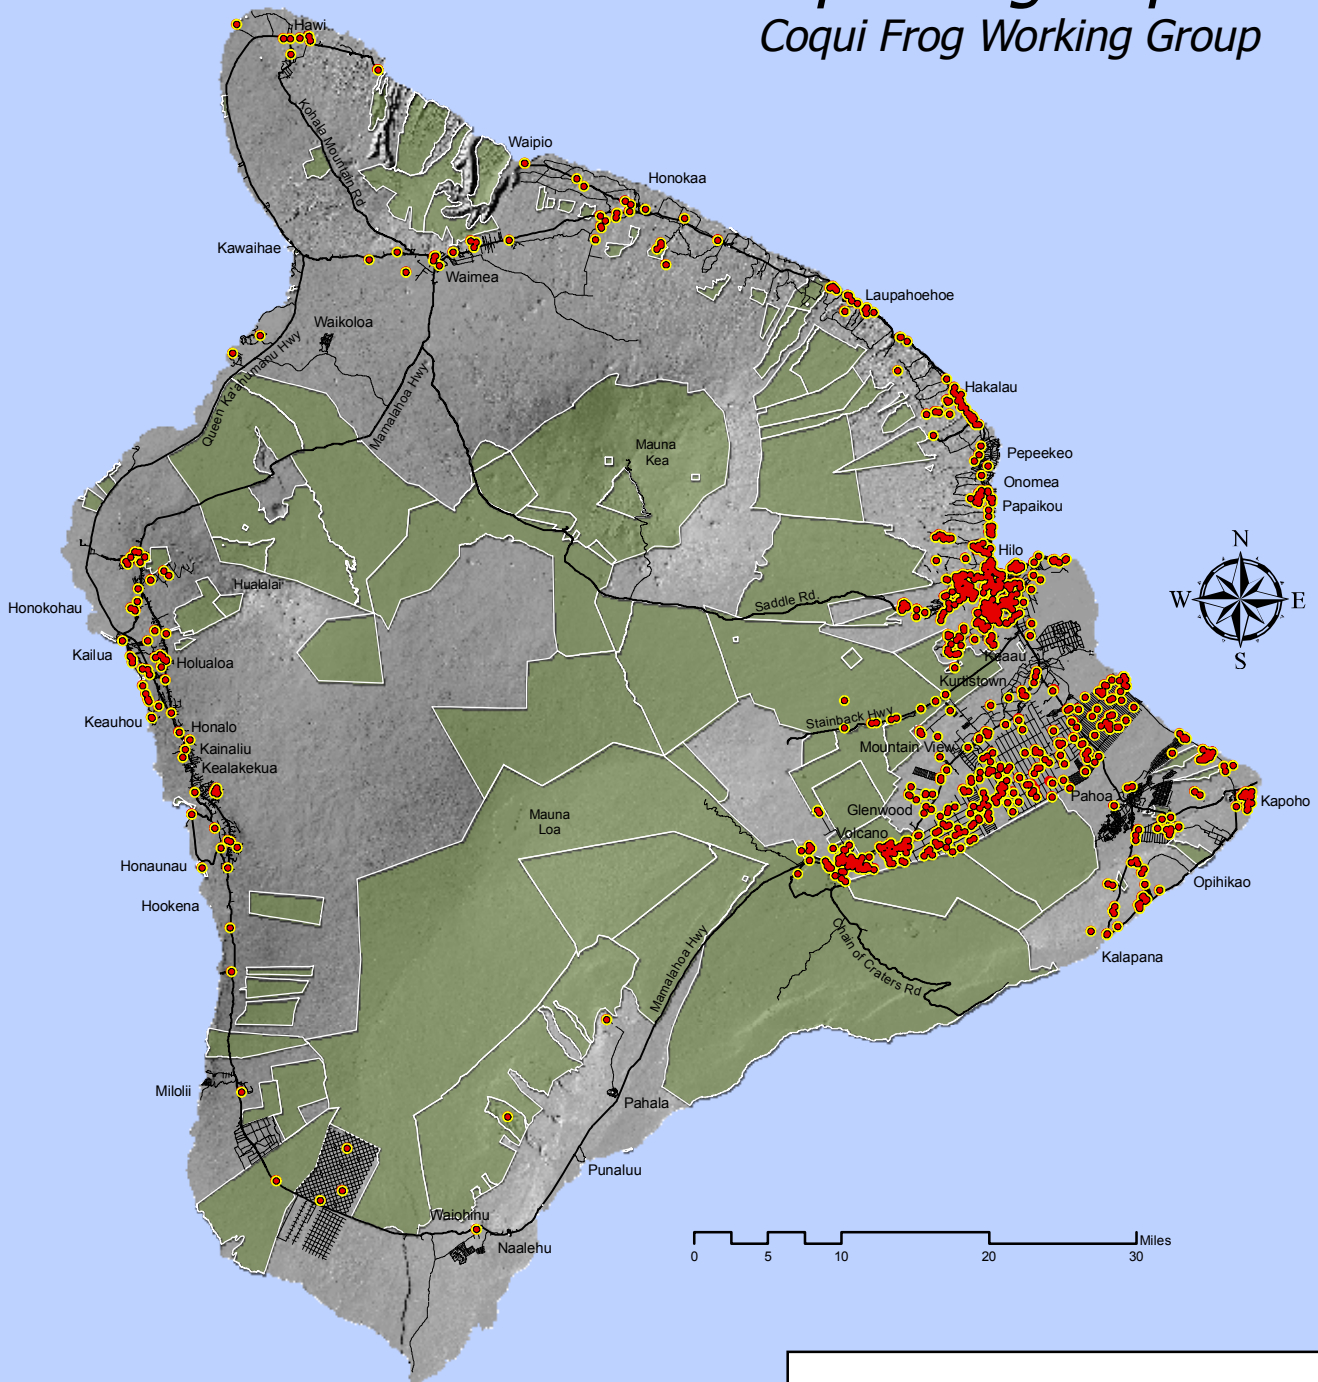 Coqui Frog Working Group
Hawi
Kohala Mountain Rd
Waipio
Honokaa
Kawaihae
Waimea
Laupahoehoe
Waikoloa
Queen Ka'ahumanu Hwy
Mamalahoa Hwy
Hakalau
Mauna
Kea
Pepeekeo
Onomea
Papaikou
Hilo
N
W
E
S
Hualalai
Saddle Rd.
Honokohau
Kailua
Holualoa
Keaau
Kurtistown
Keauhou
Honalo
Kainaliu
Kealakekua
Stainback Hwy
Mountain View
Pahoa
Kapoho
Mauna
Loa
Glenwood
Volcano
Honaunau
Opihikao
Hookena
Mamalahoa Hwy
Chain of Craters Rd
Kalapana
Milolii
Pahala
Punaluu
Waiohinu
Naalehu
Miles
0
5
10
20
30